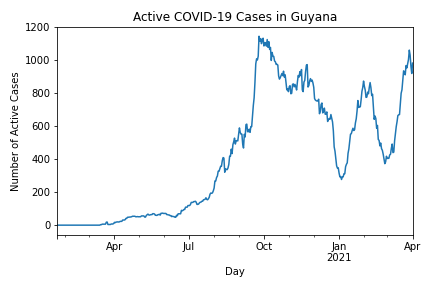 Active COVID-19 Cases in Guyana
1200
1000
800
600
400
200
0
Number of Active Cases
Apr
Jul
Oct
Jan
2021
Apr
Day